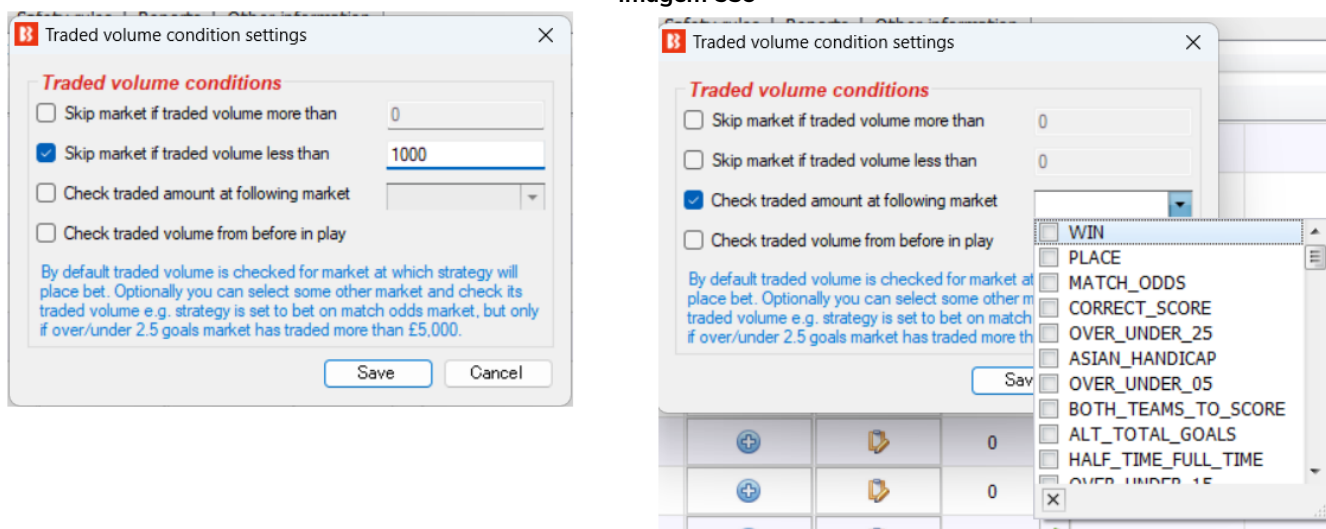 Safety rules | Reports | Other information
Traded volume condition settings
Traded volume conditions
Skip market if traded volume more than 0
Skip market if traded volume less than 1000
Check traded amount at following market
Check traded volume from before in play
By default traded volume is checked for market at which strategy will
place bet. Optionally you can select some other market and check its
traded volume e.g. strategy is set to bet on match odds market, but only
if over/under 2.5 goals market has traded more than £5,000.
Save Cancel
Traded volume condition settings
Traded volume conditions
Skip market if traded volume more than 0
Skip market if traded volume less than 0
Check traded amount at following market
Check traded volume from before in play
By default traded volume is checked for market at
place bet. Optionally you can select some other m
traded volume e.g. strategy is set to bet on match
if over/under 2.5 goals market has traded more th
Sav
WIN
PLACE
MATCH_ODDS
CORRECT_SCORE
OVER_UNDER_25
ASIAN_HANDICAP
OVER_UNDER_05
BOTH_TEAMS_TO_SCORE
ALT_TOTAL_GOALS
HALF_TIME_FULL_TIME
OVER_UNDER_15
0
0